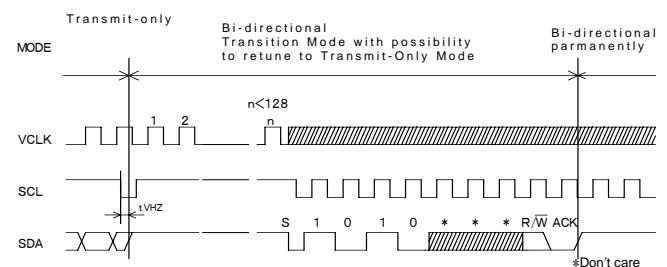 Transmit-only
Bi-directional
Transition Mode with possibility
to retune to Transmit-Only Mode
Bi-directional
parmanently
MODE
n<128
1 2 n
VCLK
SCL
tVHZ
S 1 0 1 0 * * * R/W ACK
SDA
*Don't care